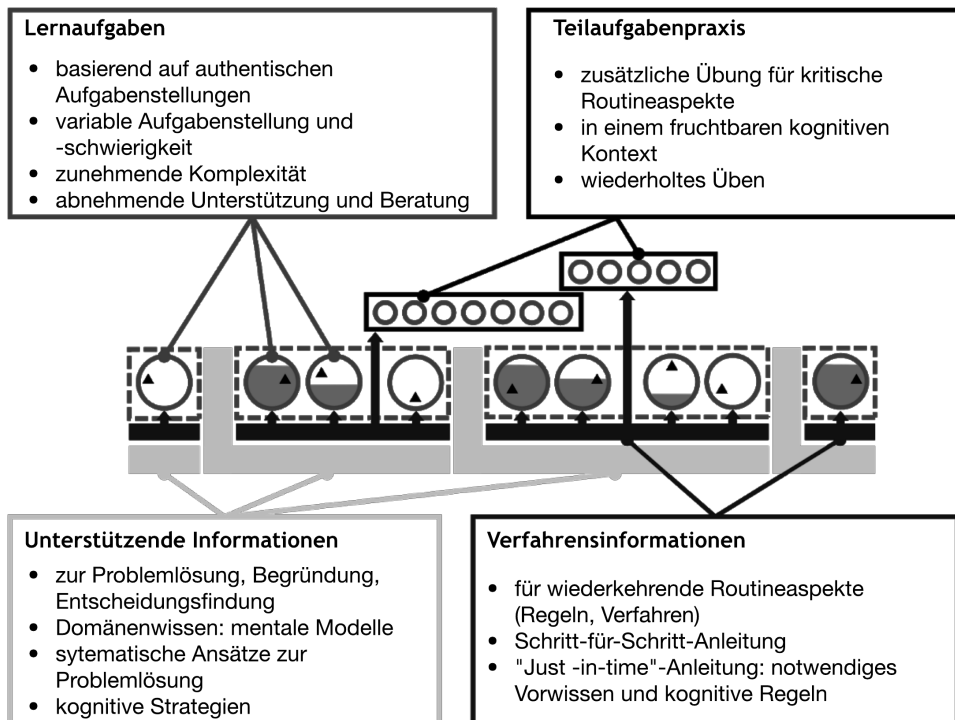 Lernaufgaben
• basierend auf authentischen
Aufgabenstellungen
• variable Aufgabenstellung und
-schwierigkeit
• zunehmende Komplexität
• abnehmende Unterstützung und Beratung
Teilaufgabenpraxis
• zusätzliche Übung für kritische
Routineaspekte
• in einem fruchtbaren kognitiven
Kontext
• wiederholtes Üben
Unterstützende Informationen
• zur Problemlösung, Begründung,
Entscheidungsfindung
• Domänenwissen: mentale Modelle
• sytematische Ansätze zur
Problemlösung
• kognitive Strategien
Verfahrensinformationen
• für wiederkehrende Routineaspekte
(Regeln, Verfahren)
• Schritt-für-Schritt-Anleitung
• "Just -in-time"-Anleitung: notwendiges
Vorwissen und kognitive Regeln